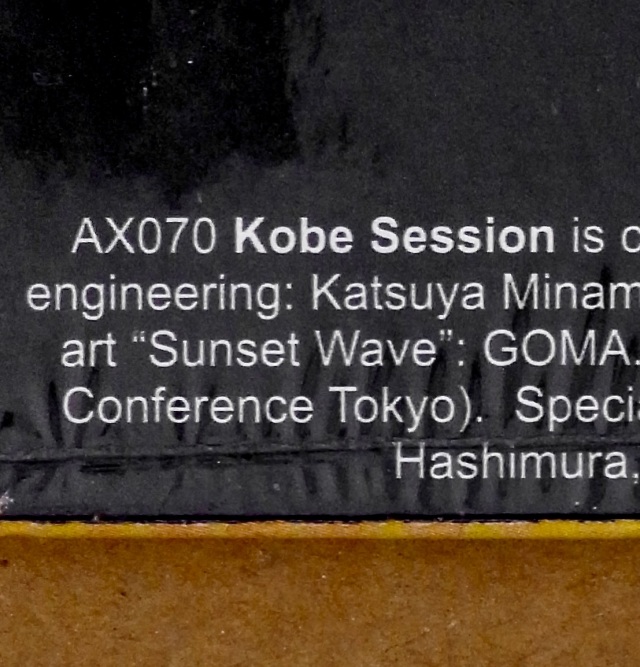 AX070 Kobe Session is
engineering: Katsuya
art “Sunset Wave”: GOMA.
Conference Tokyo).
Hashimura,